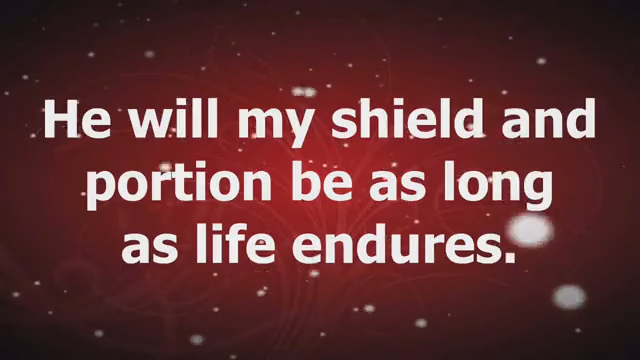 He will my shield and
portion be as long
as life endures.